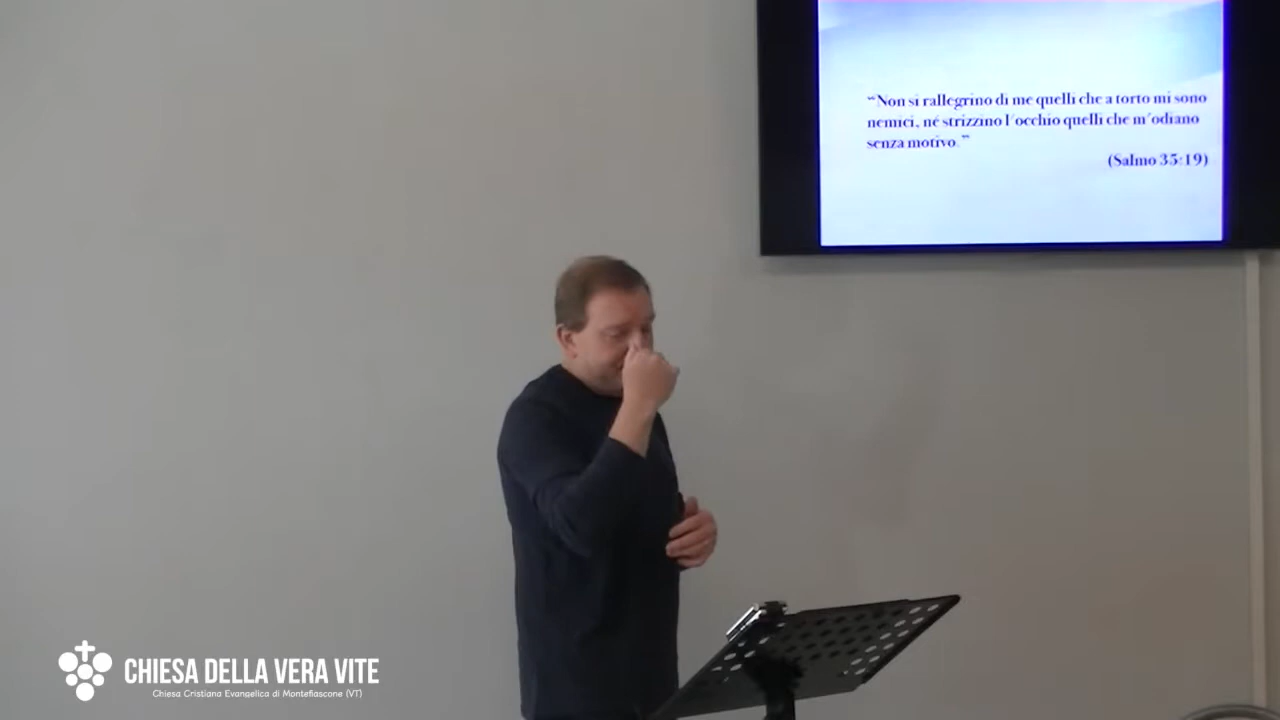 “Non si rallegrino di me quelli che a torto mi sono
nemici, né strizzino l'occhio quelli che m'odiano
senza motivo.”
(Salmo 35:19)
CHIESA DELLA VERA VITE
Chiesa Cristiana Evangelica di Montefiascone (VT)